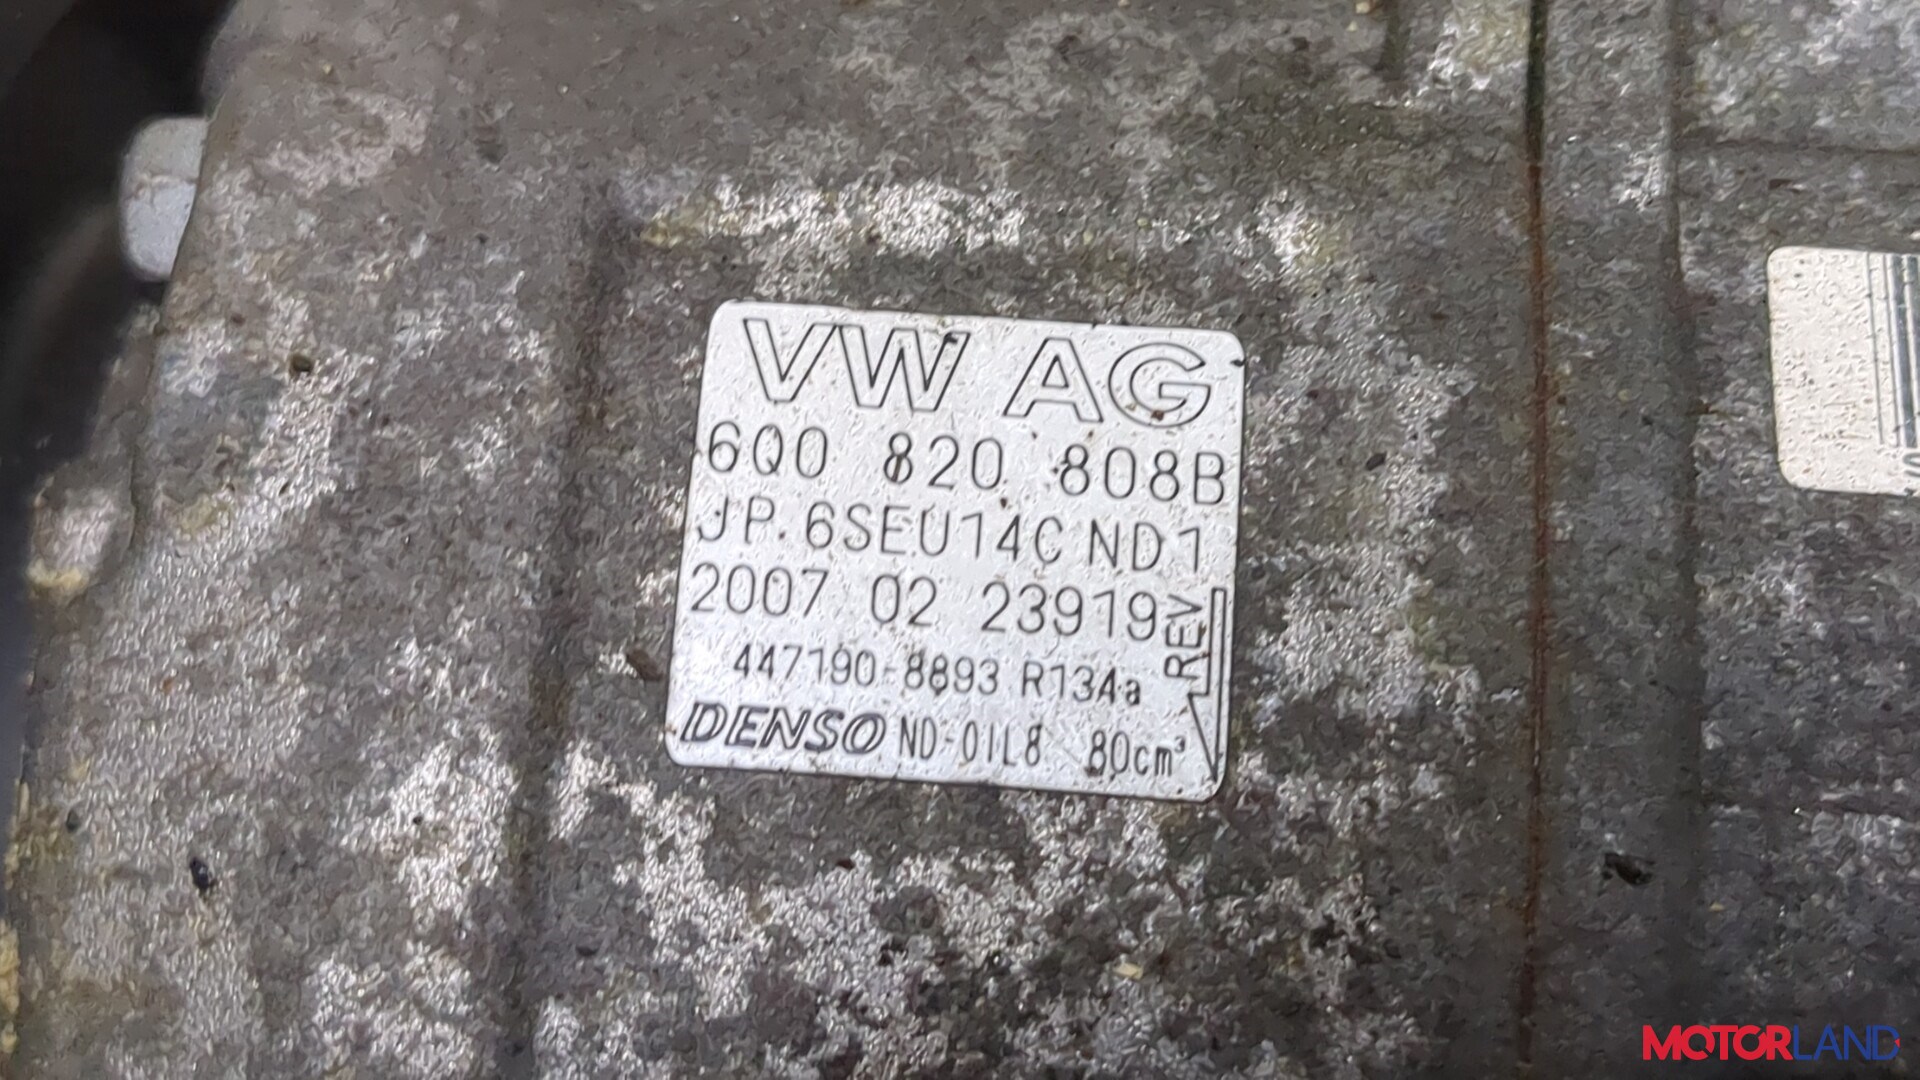 VW AG
6Q0 820 808B
JP. 6SEU14C ND1
2007 02 23919
REV
447190-8893 R134a
DENSO ND-OIL8 80cm³
S
MOTORLAND